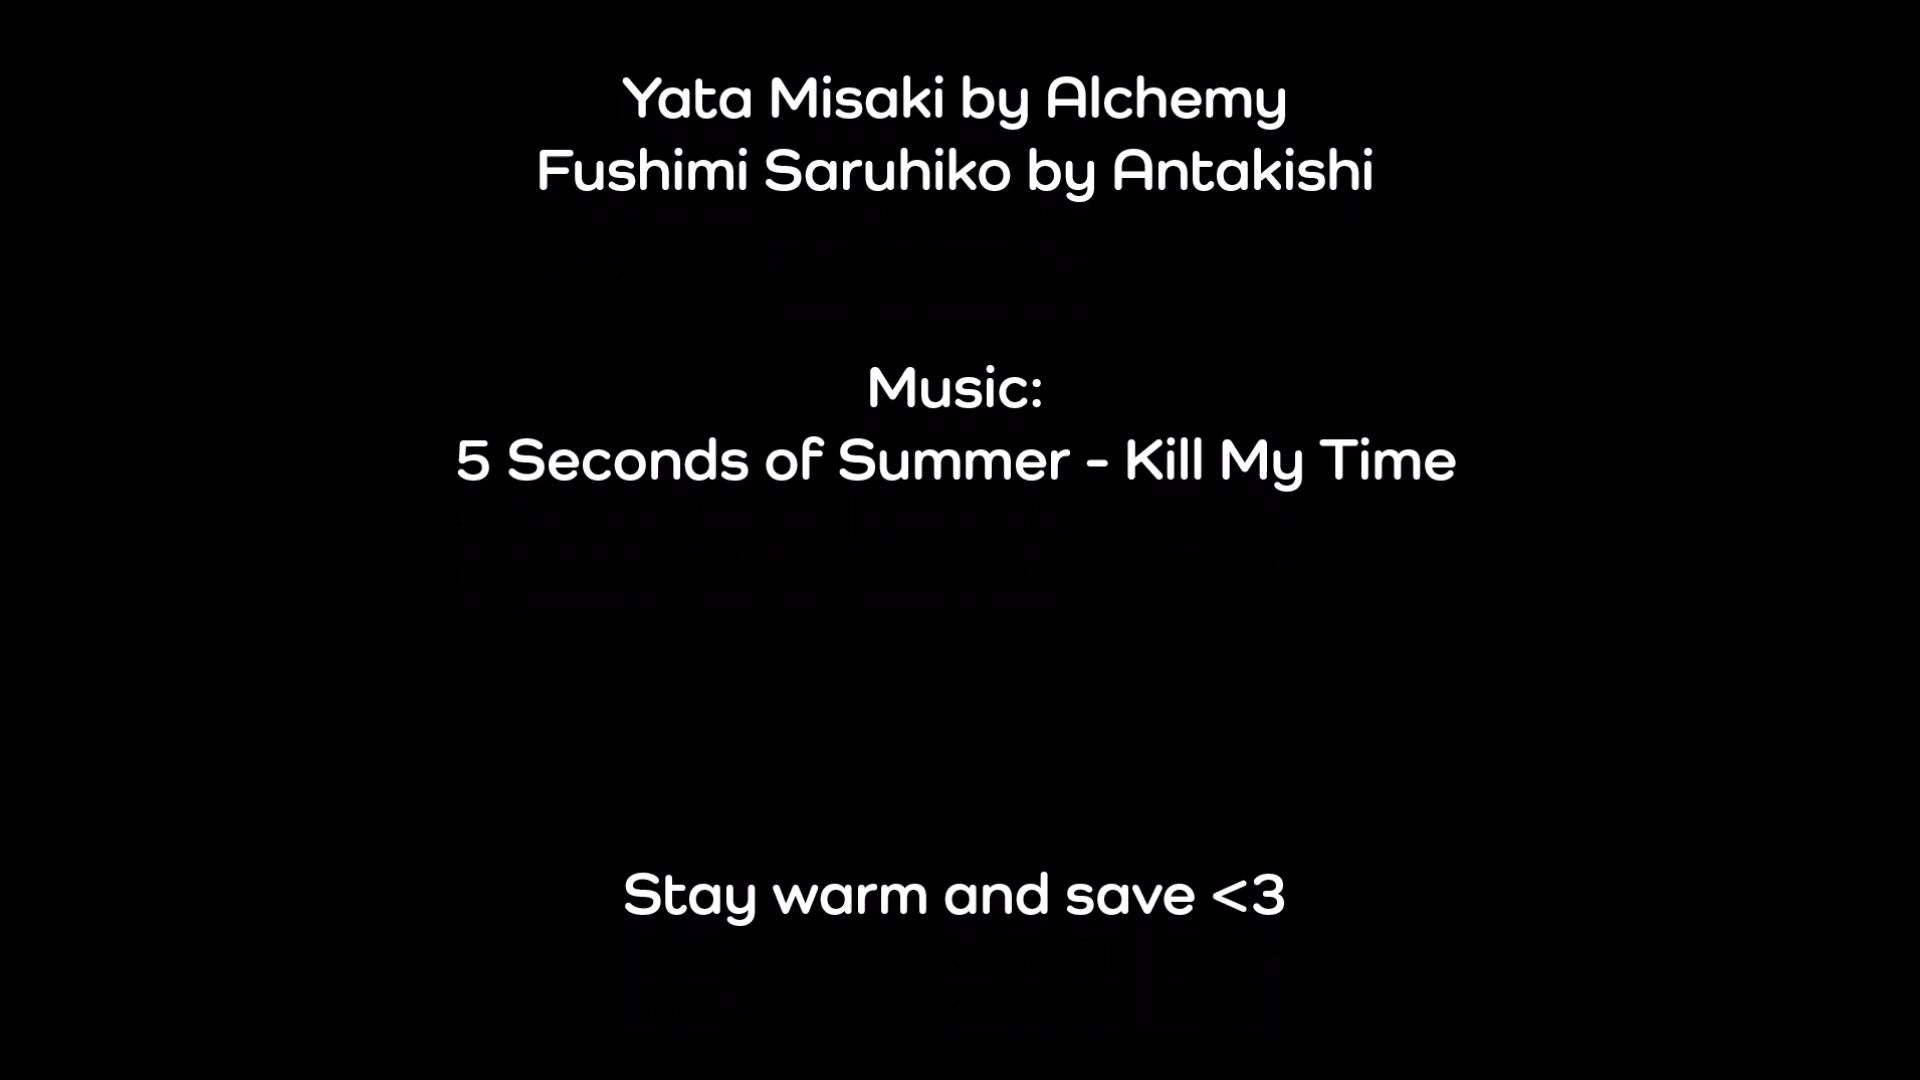 Yata Misaki by Alchemy
Fushimi Saruhiko by Antakishi
Music:
5 Seconds of Summer - Kill My Time
Stay warm and save <3